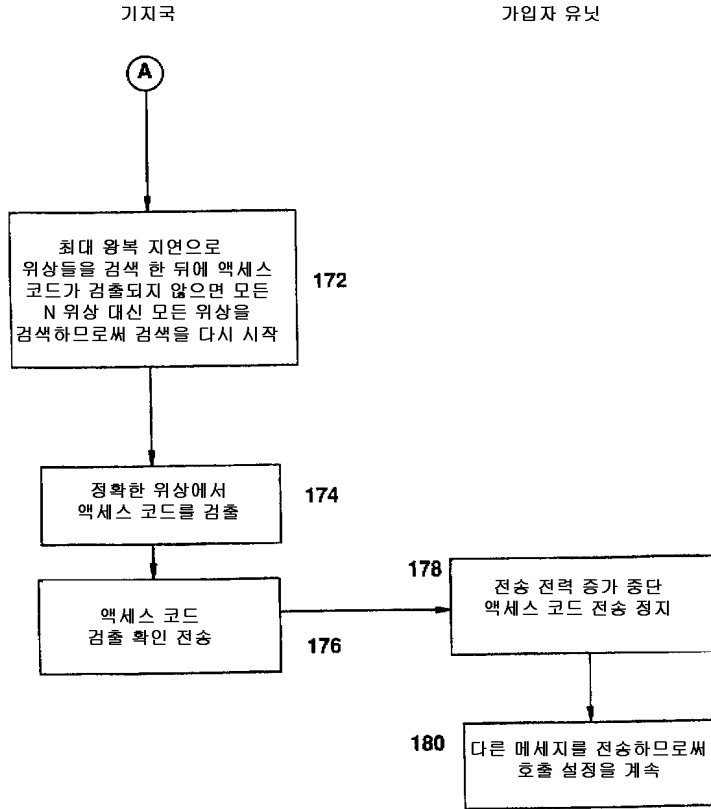 기지국
가입자 유닛
A
최대 왕복 지연으로
위상들을 검색 한 뒤에 액세스
코드가 검출되지 않으면 모든
N 위상 대신 모든 위상을
검색하므로써 검색을 다시 시작
172
정확한 위상에서
액세스 코드를 검출
174
액세스 코드
검출 확인 전송
176
178
전송 전력 증가 중단
액세스 코드 전송 정지
180
다른 메세지를 전송하므로써
호출 설정을 계속